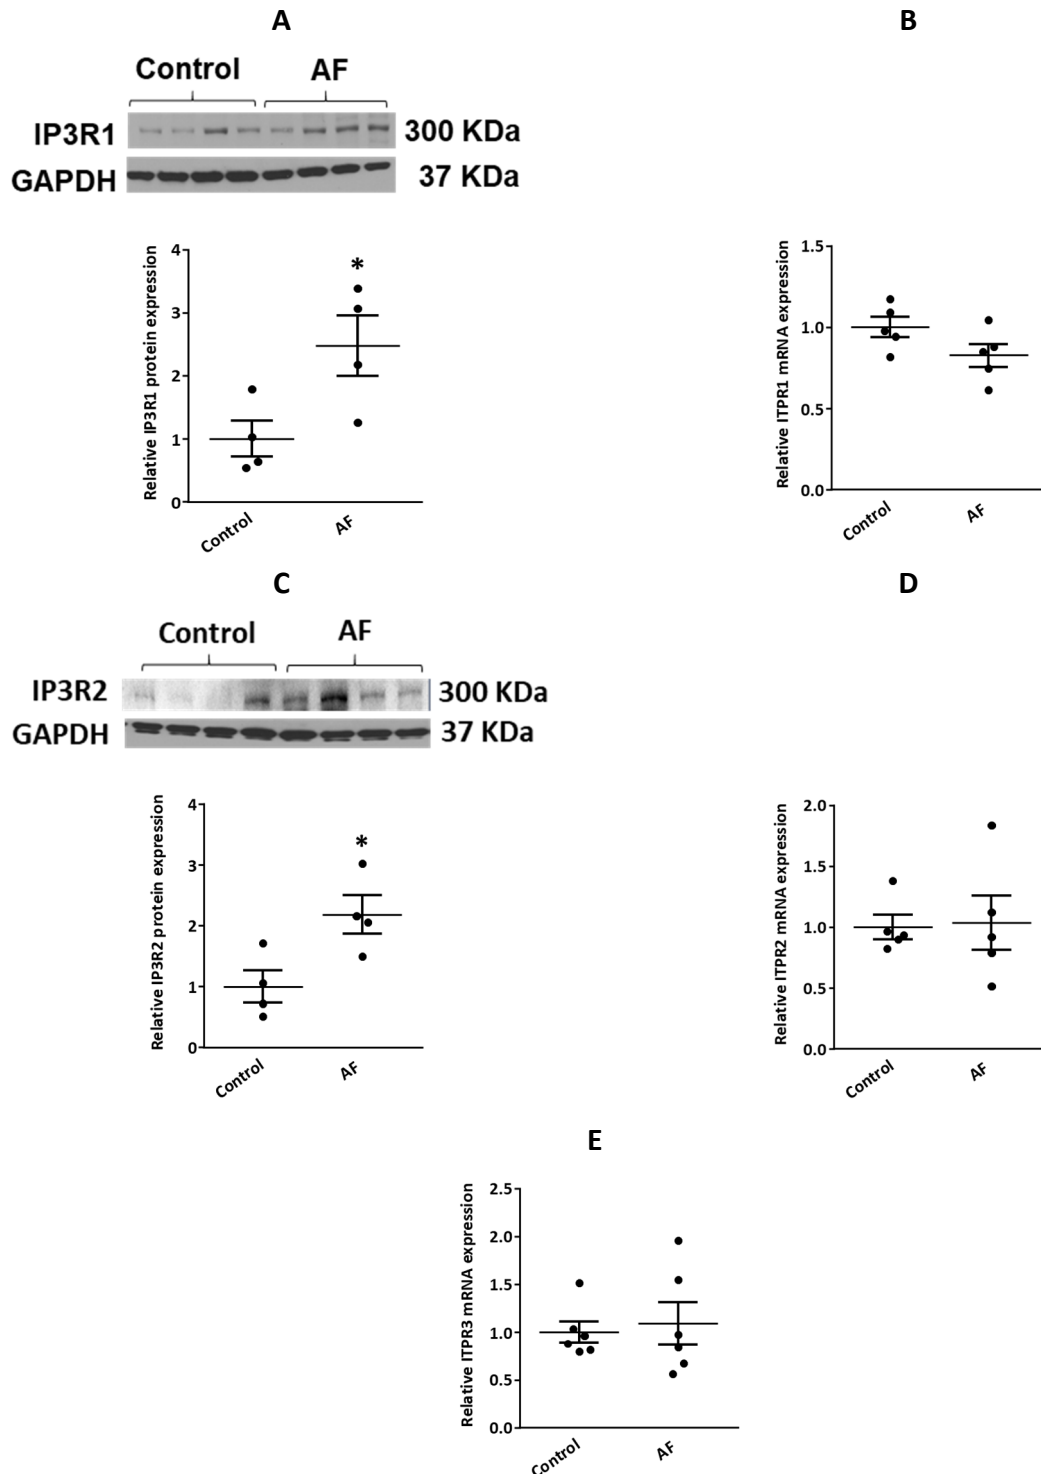 A
B
Control AF
IP3R1 300 KDa
GAPDH 37 KDa
Relative IP3R1 protein expression
4
3
2
1
0
*
Control AF
Relative ITPR1 mRNA expression
1.5
1.0
0.5
0.0
Control AF
C
D
Control AF
IP3R2 300 KDa
GAPDH 37 KDa
Relative IP3R2 protein expression
4
3
2
1
0
*
Control AF
Relative ITPR2 mRNA expression
2.0
1.5
1.0
0.5
0.0
Control AF
E
Relative ITPR3 mRNA expression
2.5
2.0
1.5
1.0
0.5
0.0
Control AF